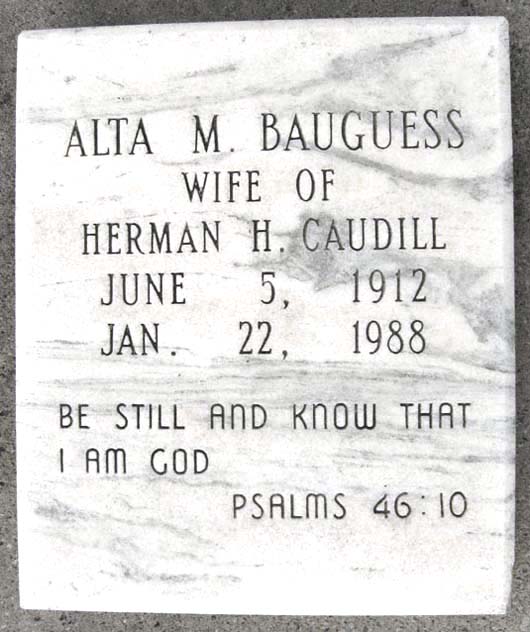 ALTA M. BAUGUESS
WIFE OF
HERMAN H. CAUDILL
JUNE 5, 1912
JAN. 22, 1988
BE STILL AND KNOW THAT
I AM GOD
PSALMS 46:10